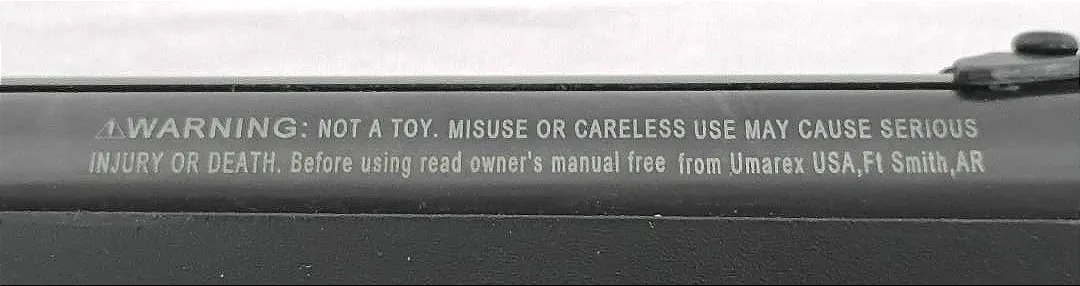 ⚠WARNING: NOT A TOY. MISUSE OR CARELESS USE MAY CAUSE SERIOUS
INJURY OR DEATH. Before using read owner's manual free from Umarex USA,Ft Smith,AR